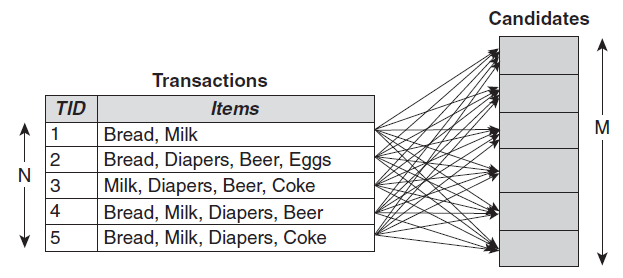 Candidates
Transactions
TID Items
1 Bread, Milk
2 Bread, Diapers, Beer, Eggs
3 Milk, Diapers, Beer, Coke
4 Bread, Milk, Diapers, Beer
5 Bread, Milk, Diapers, Coke
N
M